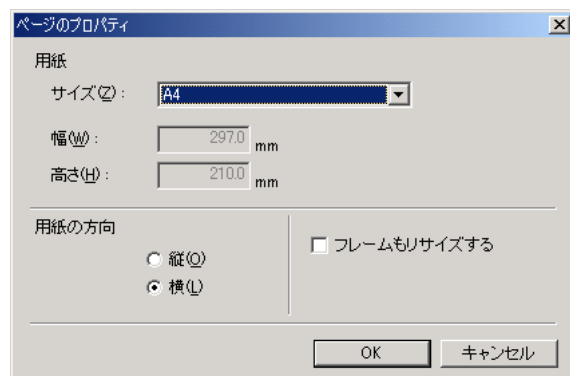 ページのプロパティ
用紙
サイズ(Z): A4
幅(W): 297.0 mm
高さ(H): 210.0 mm
用紙の方向
縦(O)
横(L)
フレームもリサイズする
OK キャンセル